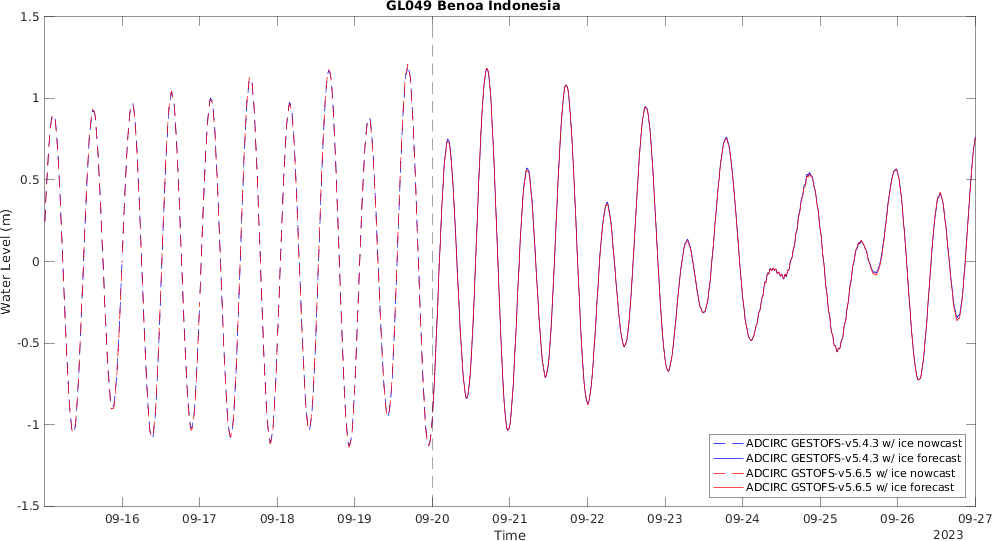 GL049 Benoa Indonesia
1.5
1
0.5
0
-0.5
-1
-1.5
Water Level (m)
ADCIRC GESTOFS-v5.4.3 w/ ice nowcast
ADCIRC GESTOFS-v5.4.3 w/ ice forecast
ADCIRC GSTOFS-v5.6.5 w/ ice nowcast
ADCIRC GSTOFS-v5.6.5 w/ ice forecast
09-16 09-17 09-18 09-19 09-20 09-21 09-22 09-23 09-24 09-25 09-26 09-27
Time
2023